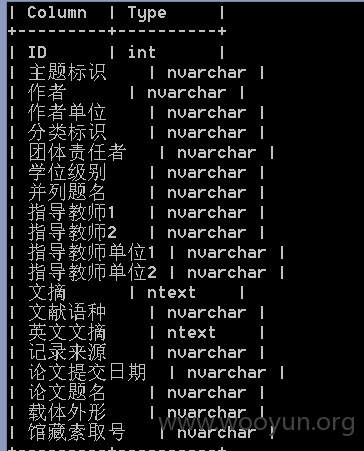 | Column | Type |
+---------+----------+
| ID | int |
| 主题标识 | nvarchar |
| 作者 | nvarchar |
| 作者单位 | nvarchar |
| 分类标识 | nvarchar |
| 团体责任者 | nvarchar |
| 学位级别 | nvarchar |
| 并列题名 | nvarchar |
| 指导教师1 | nvarchar |
| 指导教师2 | nvarchar |
| 指导教师单位1 | nvarchar |
| 指导教师单位2 | nvarchar |
| 文摘 | ntext |
| 文献语种 | nvarchar |
| 英文文摘 | ntext |
| 记录来源 | nvarchar |
| 论文提交日期 | nvarchar |
| 论文题名 | nvarchar |
| 载体外形 | nvarchar |
| 馆藏索取号 | nvarchar |
+---------+----------+
www.wooyun.org